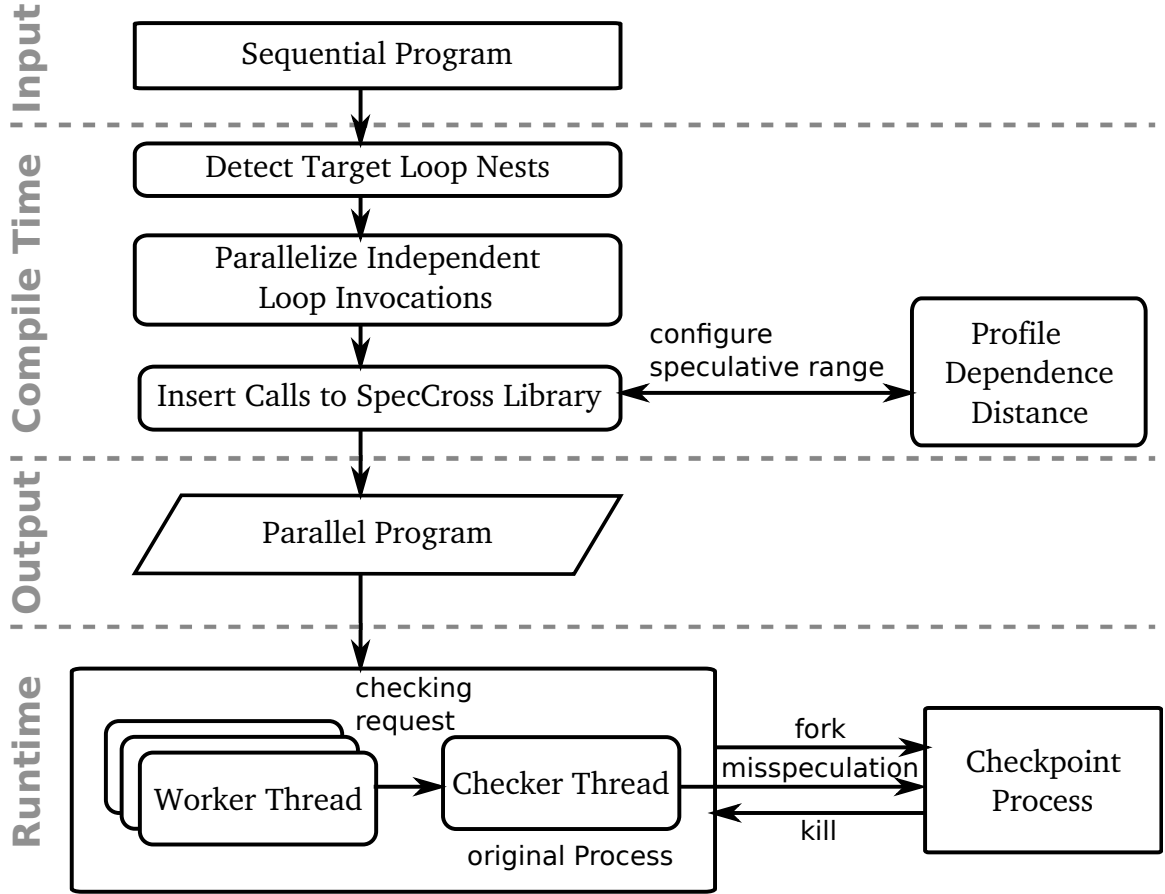 Input
Sequential Program
Compile Time
Detect Target Loop Nests
Parallelize Independent
Loop Invocations
Insert Calls to SpecCross Library
configure
speculative range
Profile
Dependence
Distance
Output
Parallel Program
Runtime
checking
request
Worker Thread
Checker Thread
original Process
fork
misspeculation
kill
Checkpoint
Process